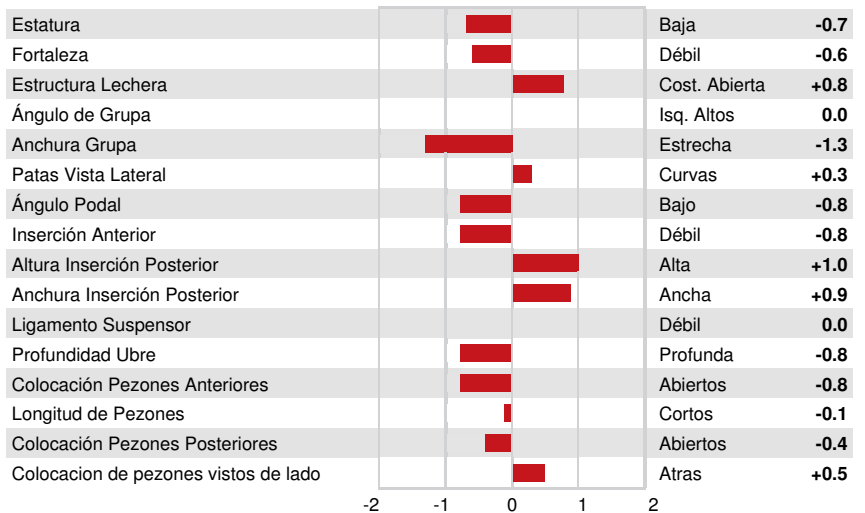 Estatura Baja -0.7
Fortaleza Débil -0.6
Estructura Lechera Cost. Abierta +0.8
Ángulo de Grupa Isq. Altos 0.0
Anchura Grupa Estrecha -1.3
Patas Vista Lateral Curvas +0.3
Ángulo Podal Bajo -0.8
Inserción Anterior Débil -0.8
Altura Inserción Posterior Alta +1.0
Anchura Inserción Posterior Ancha +0.9
Ligamento Suspensor Débil 0.0
Profundidad Ubre Profunda -0.8
Colocación Pezones Anteriores Abiertos -0.8
Longitud de Pezones Cortos -0.1
Colocación Pezones Posteriores Abiertos -0.4
Colocacion de pezones vistos de lado Atras +0.5
-2 -1 0 1 2